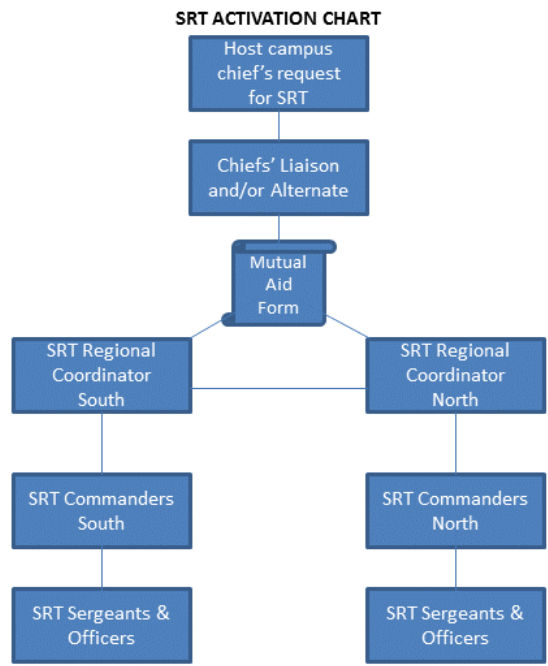 SRT ACTIVATION CHART
Host campus
chief's request
for SRT
Chiefs' Liaison
and/or Alternate
Mutual
Aid
Form
SRT Regional
Coordinator
South
SRT Regional
Coordinator
North
SRT Commanders
South
SRT Commanders
North
SRT Sergeants &
Officers
SRT Sergeants &
Officers